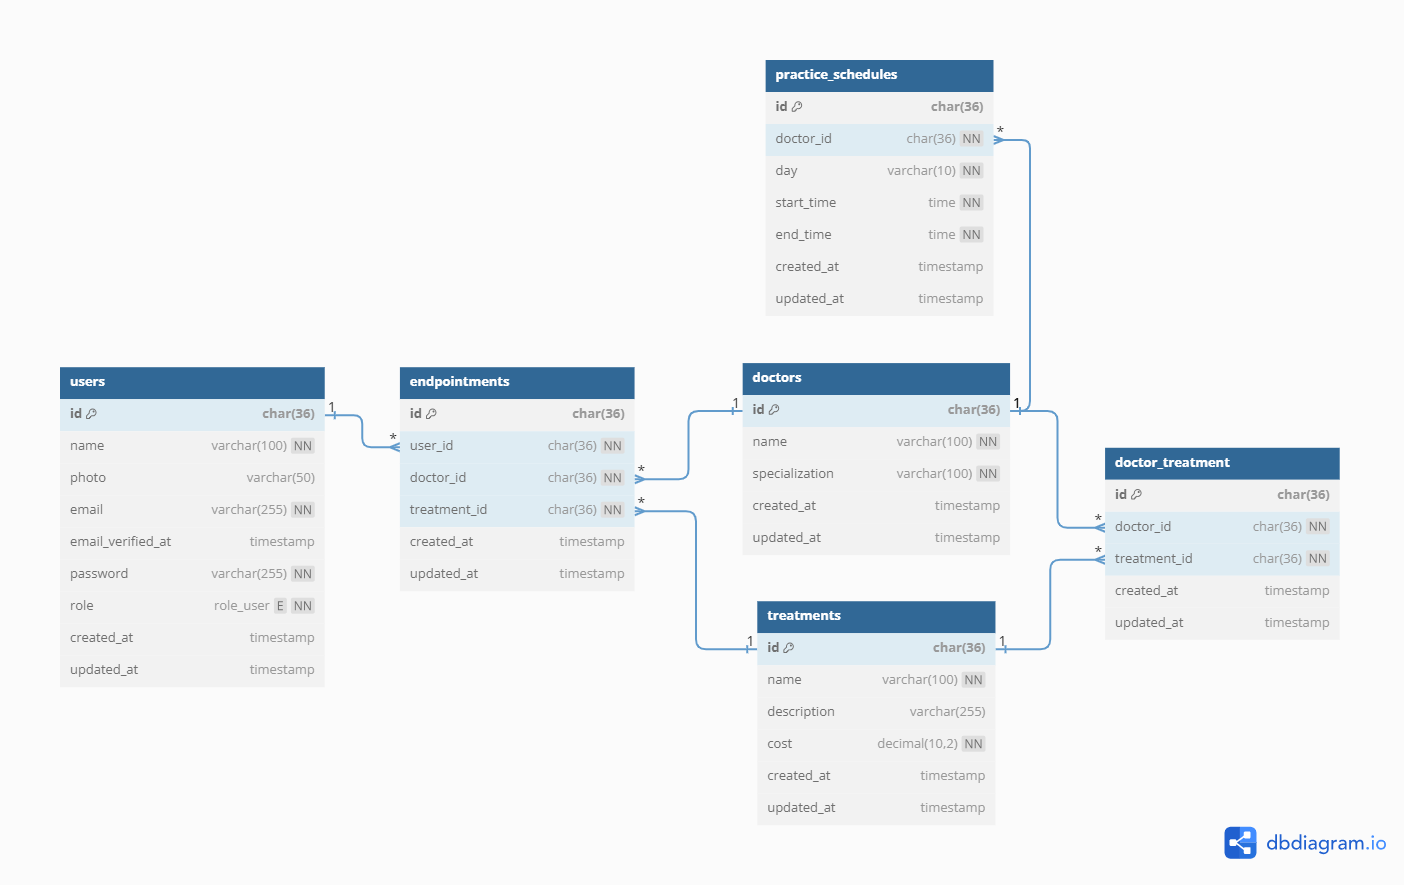 practice_schedules
id char(36)
* 
doctor_id char(36) NN
day varchar(10) NN
start_time time NN
end_time time NN
created_at timestamp
updated_at timestamp
users
id char(36)
1
name varchar(100) NN
photo varchar(50)
email varchar(255) NN
email_verified_at timestamp
password varchar(255) NN
role role_user E NN
created_at timestamp
updated_at timestamp
endpointments
id char(36)
*
user_id char(36) NN
*
doctor_id char(36) NN
*
treatment_id char(36) NN
created_at timestamp
updated_at timestamp
doctors
1
id char(36)
1
name varchar(100) NN
specialization varchar(100) NN
created_at timestamp
updated_at timestamp
treatments
1
id char(36)
1
name varchar(100) NN
description varchar(255)
cost decimal(10,2) NN
created_at timestamp
updated_at timestamp
doctor_treatment
id char(36)
*
doctor_id char(36) NN
*
treatment_id char(36) NN
created_at timestamp
updated_at timestamp
dbdiagram.io